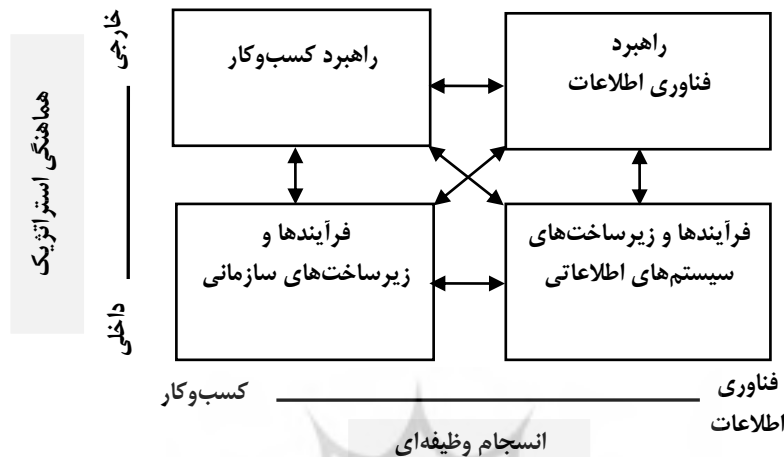 خارجی
راهبرد کسب‌وکار
راهبرد
فناوری اطلاعات
هماهنگی استراتژیک
فرآیندها و
زیرساخت‌های سازمانی
فرآیندها و زیرساخت‌های
سیستم‌های اطلاعاتی
داخلی
کسب‌وکار
فناوری
اطلاعات
انسجام وظیفه‌ای